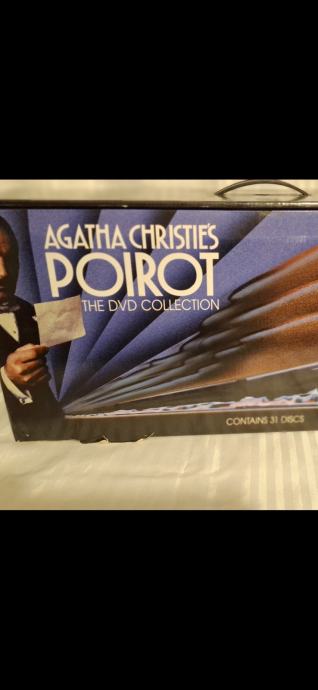 AGATHA CHRISTIE'S
POIROT
THE DVD COLLECTION
CONTAINS 31 DISCS